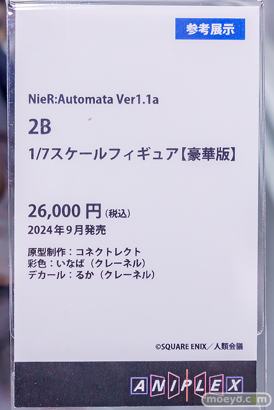 参考展示
NieR:Automata Ver1.1a
2B
1/7スケールフィギュア【豪華版】
26,000円(税込)
2024年9月発売
原型制作：コネクトレクト
彩色：いなば（クレーネル）
デカール：るか（クレーネル）
©SQUARE ENIX／人類会議
ANIPLEX
moeyo.com